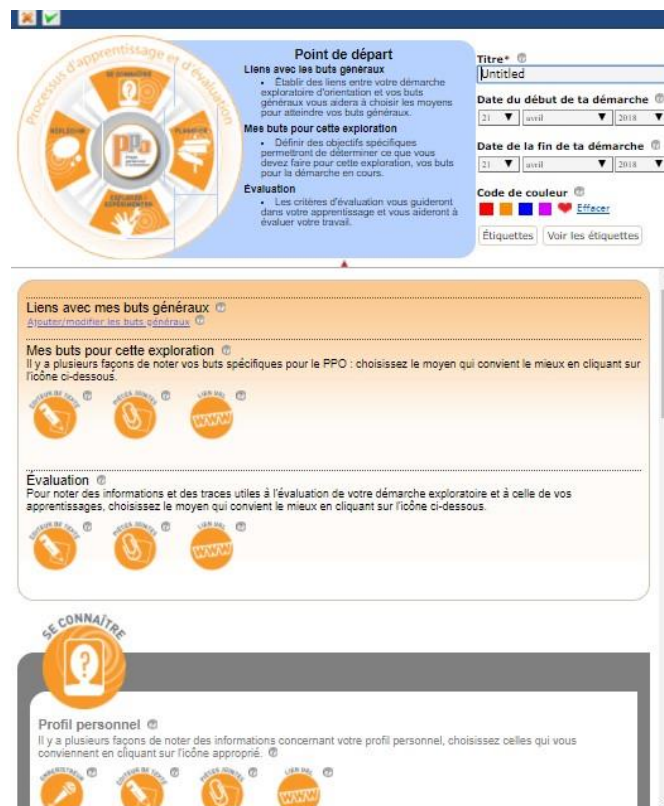 Processus d'apprentissage et d'évaluation
SE CONNAÎTRE
RÉFLÉCHIR
PLANIFIER
ppo
EXPLORER /
EXPÉRIMENTER
Point de départ
Liens avec les buts généraux
• Établir des liens entre votre démarche
exploratoire d'orientation et vos buts
généraux vous aidera à choisir les moyens
pour atteindre vos buts généraux.
Mes buts pour cette exploration
• Définir des objectifs spécifiques
permettront de déterminer ce que vous
devez faire pour cette exploration, vos buts
pour la démarche en cours.
Évaluation
• Les critères d'évaluation vous guideront
dans votre apprentissage et vous aideront à
évaluer votre travail.
Titre*
Untitled
Date du début de ta démarche
21 avril 2018
Date de la fin de ta démarche
21 avril 2018
Code de couleur
Effacer
Étiquettes Voir les étiquettes
Liens avec mes buts généraux
Ajouter/modifier les buts généraux
Mes buts pour cette exploration
Il y a plusieurs façons de noter vos buts spécifiques pour le PPO : choisissez le moyen qui convient le mieux en cliquant sur
l'icône ci-dessous.
ÉDITEUR DE TEXTE PIÈCES JOINTES LIEN URL
WWW
Évaluation
Pour noter des informations et des traces utiles à l'évaluation de votre démarche exploratoire et à celle de vos
apprentissages, choisissez le moyen qui convient le mieux en cliquant sur l'icône ci-dessous.
ÉDITEUR DE TEXTE PIÈCES JOINTES LIEN URL
WWW
SE CONNAÎTRE
Profil personnel
Il y a plusieurs façons de noter des informations concernant votre profil personnel, choisissez celles qui vous
conviennent en cliquant sur l'icône approprié.
ENREGISTREUR ÉDITEUR DE TEXTE PIÈCES JOINTES LIEN URL
WWW